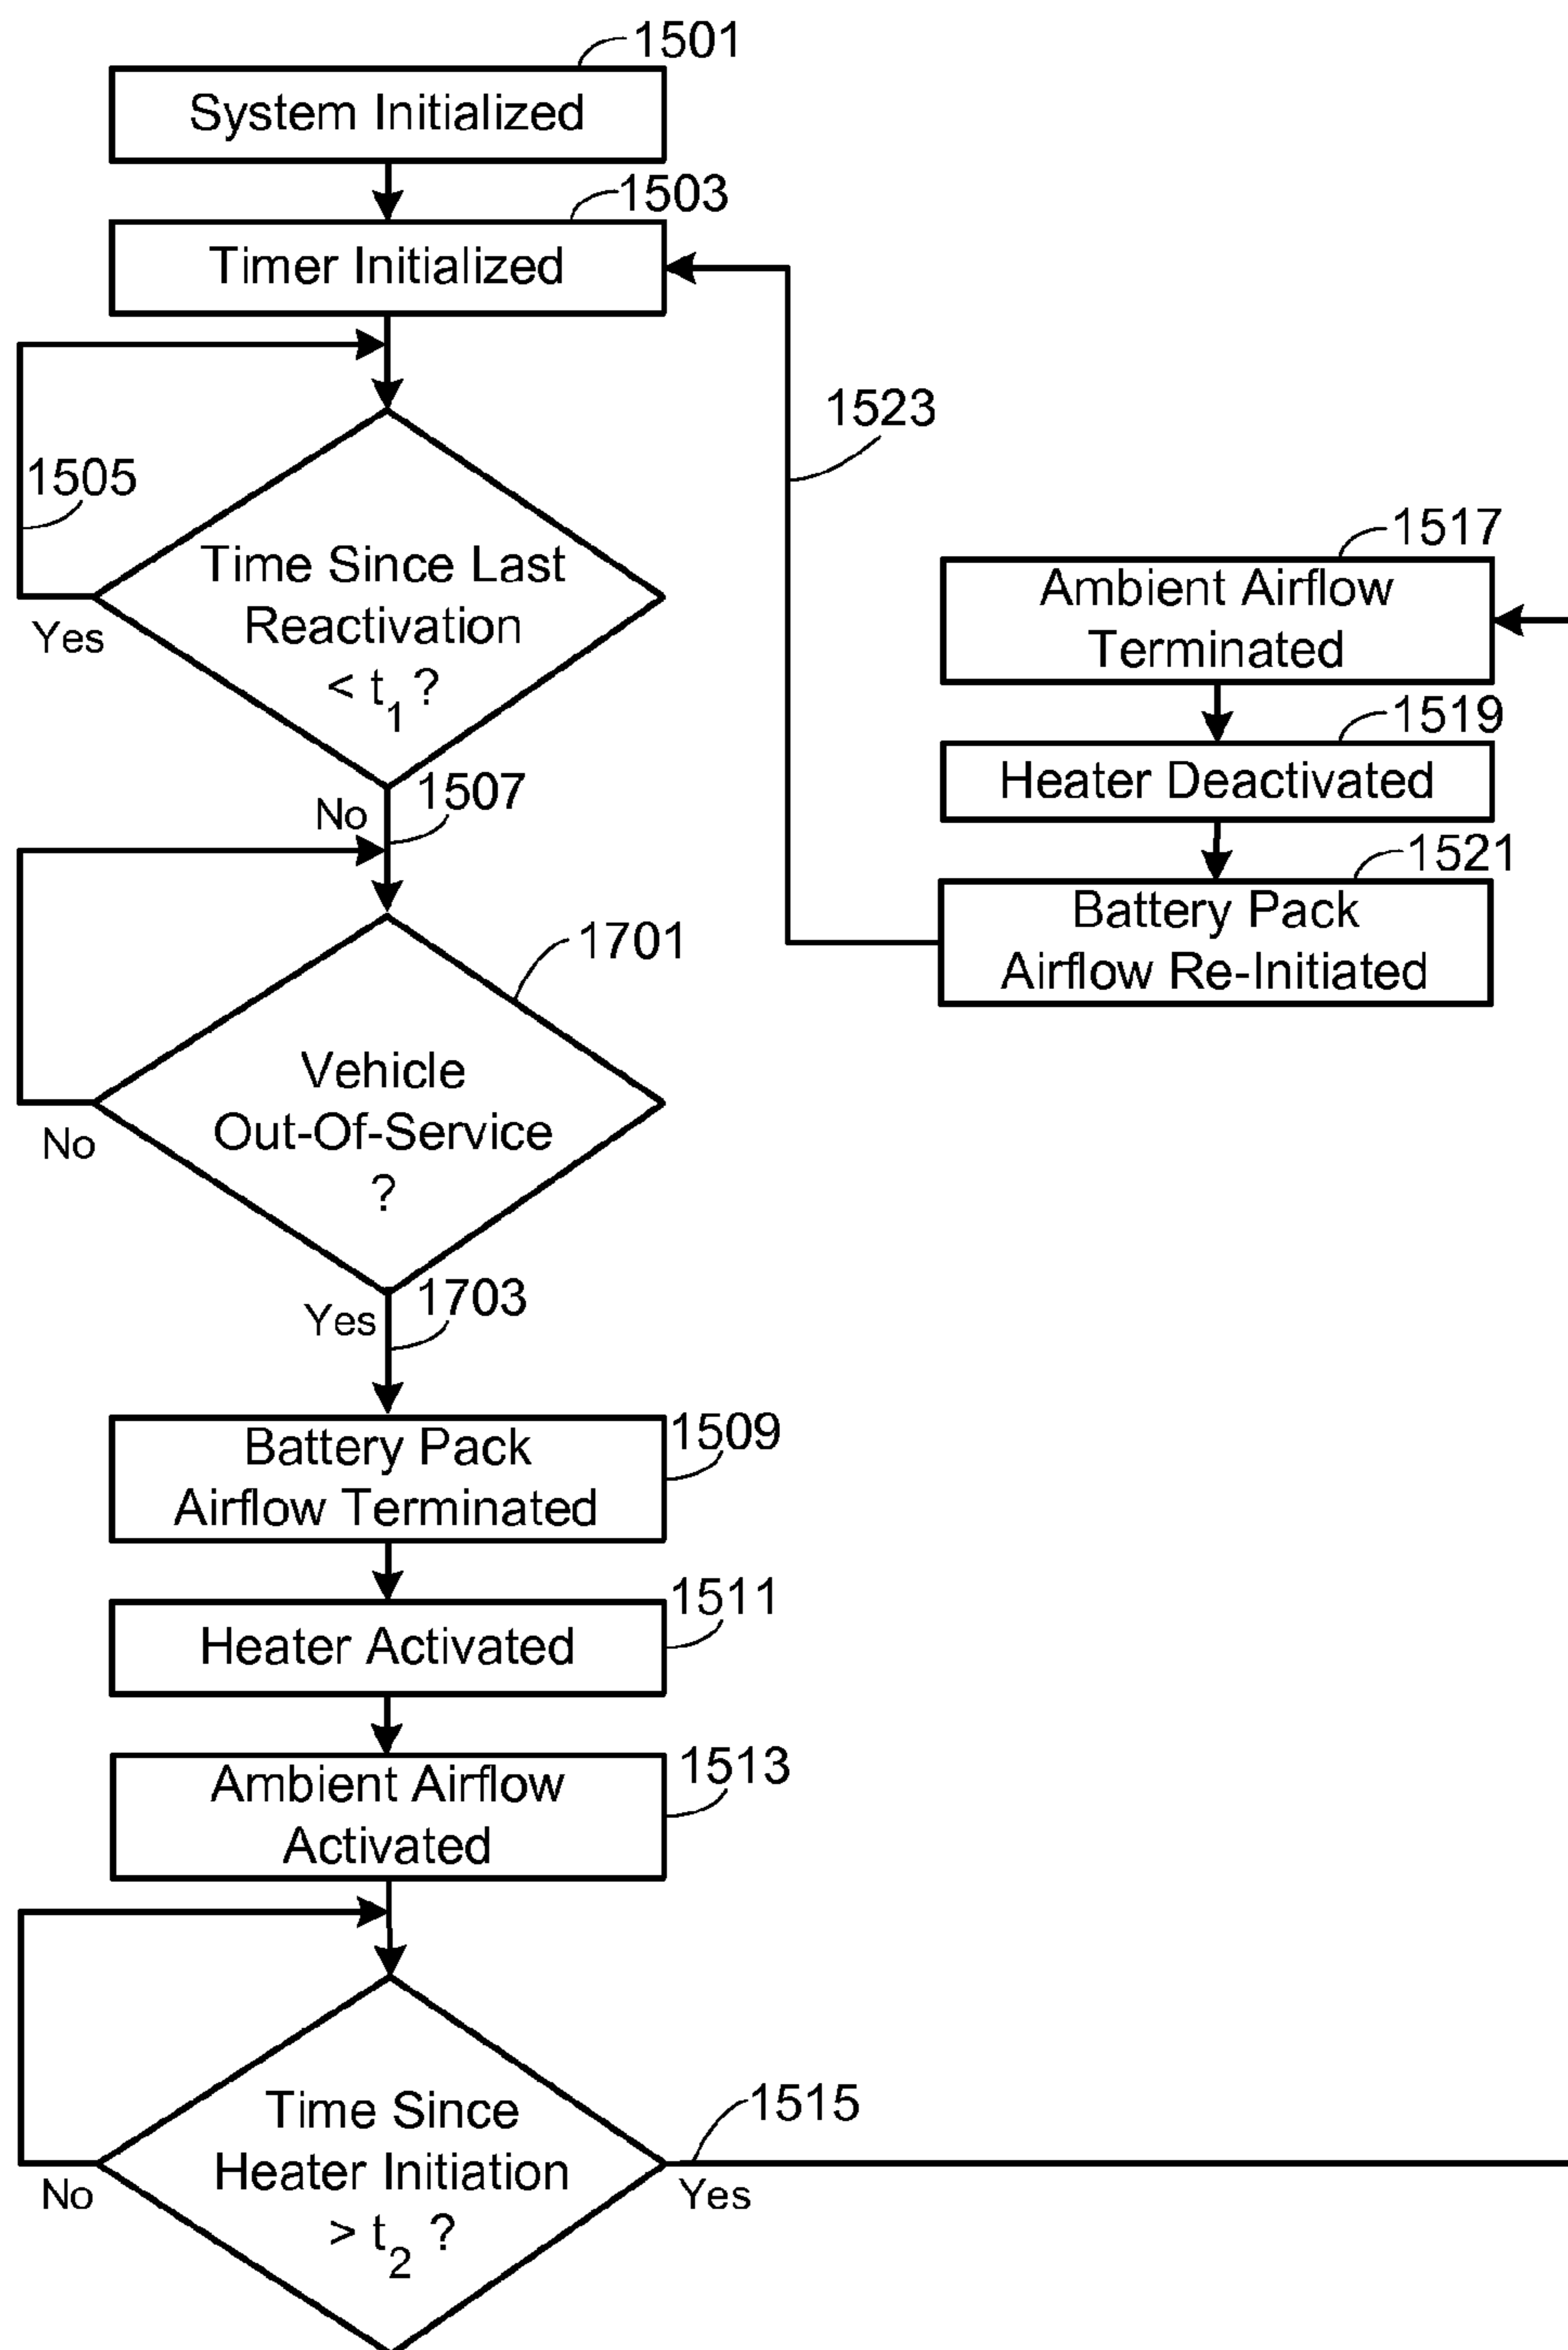 1501
System Initialized
1503
Timer Initialized
1505
Time Since Last
Reactivation
< t1 ?
Yes
No
1507
1701
Vehicle
Out-Of-Service
?
No
Yes
1703
Battery Pack
Airflow Terminated
1509
Heater Activated
1511
Ambient Airflow
Activated
1513
Time Since
Heater Initiation
> t2 ?
No
1515
Yes
1517
Ambient Airflow
Terminated
1519
Heater Deactivated
1521
Battery Pack
Airflow Re-Initiated
1523